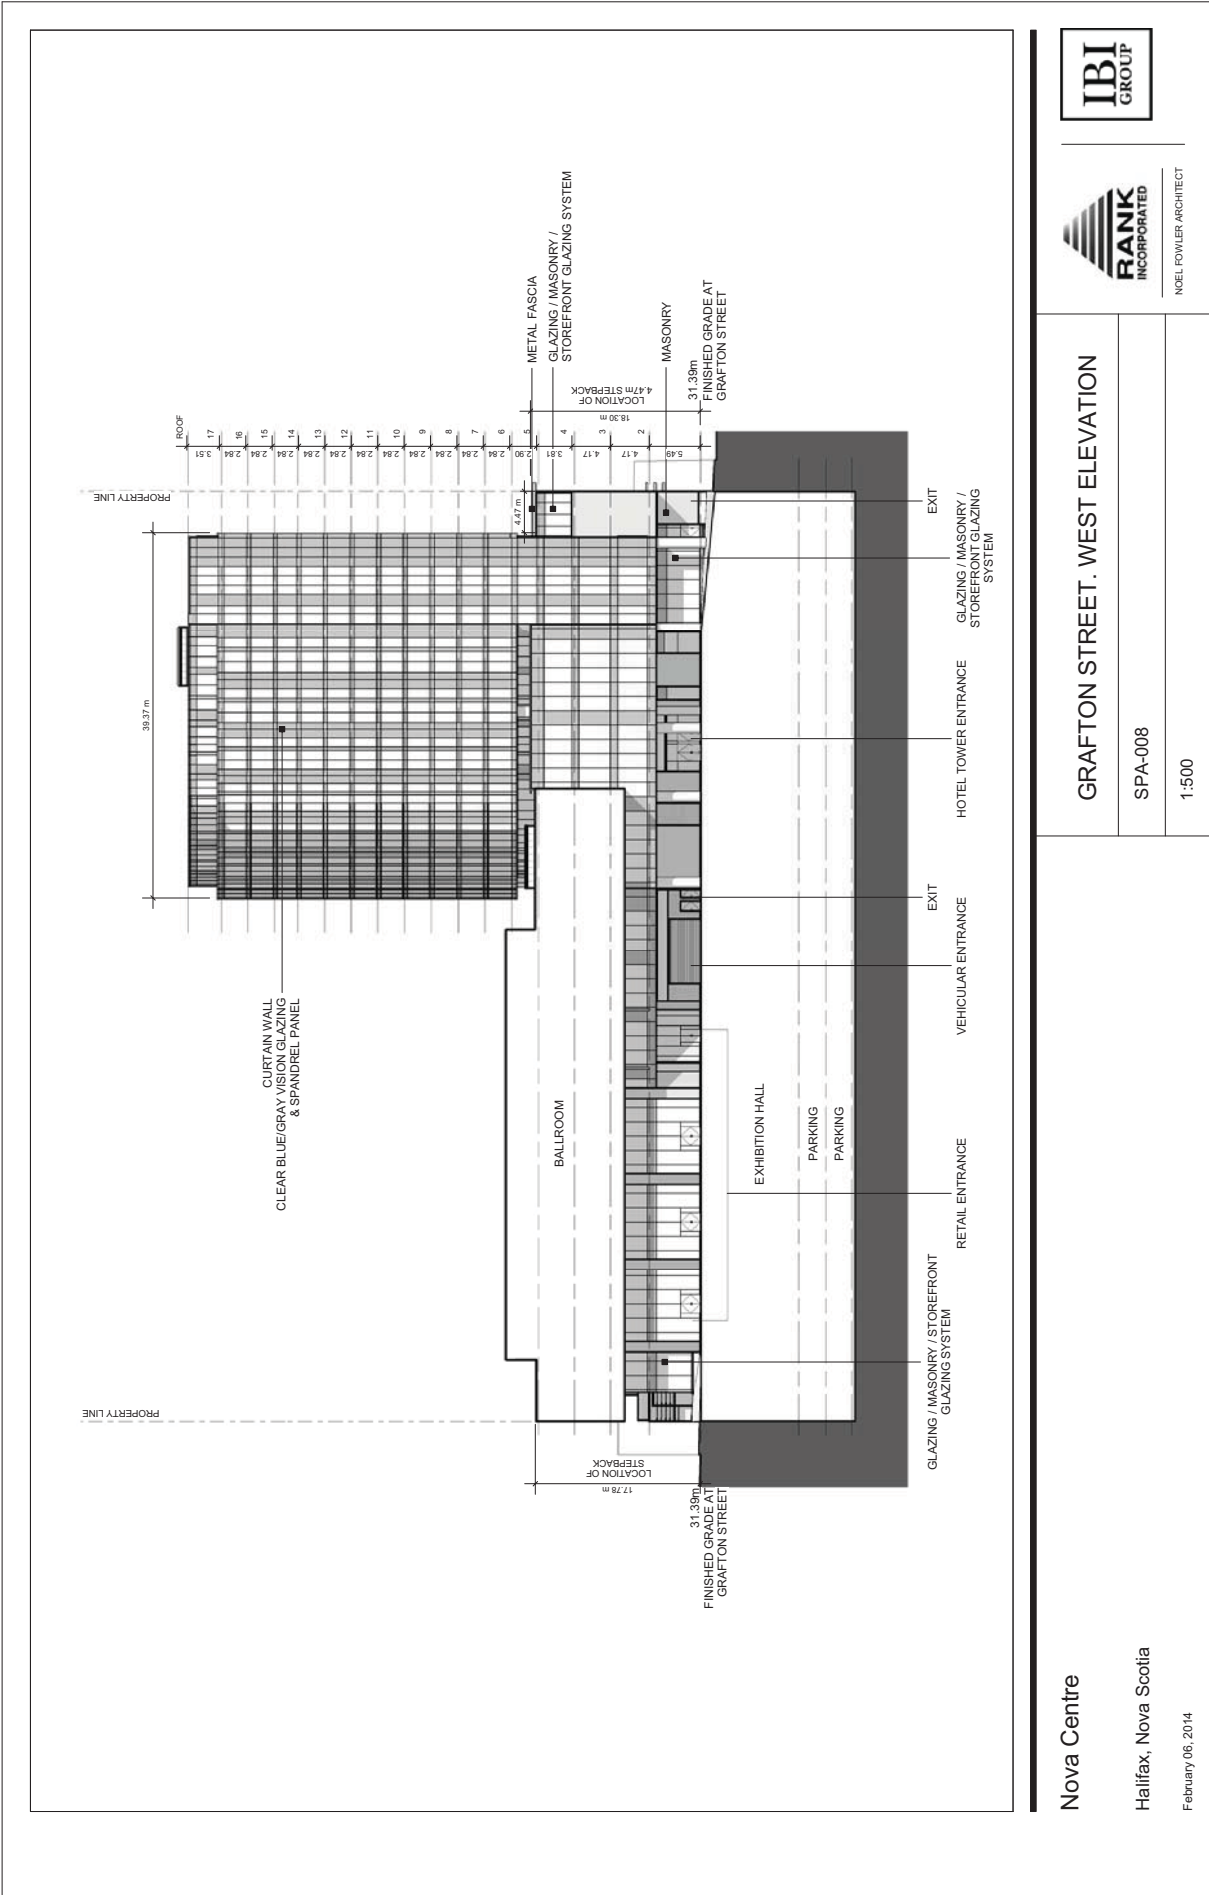 PROPERTY LINE
PROPERTY LINE
39.37 m
CURTAIN WALL
CLEAR BLUE/GRAY VISION GLAZING
& SPANDREL PANEL
ROOF
17
16
15
14
13
12
11
10
9
8
7
6
5
4
3
2
3.51
2.84
2.84
2.84
2.84
2.84
2.84
2.84
2.84
2.84
2.84
2.84
2.90
3.81
4.17
4.17
5.49
4.47 m
18.30 m
LOCATION OF
4.47m STEPBACK
METAL FASCIA
GLAZING / MASONRY /
STOREFRONT GLAZING SYSTEM
MASONRY
31.39m
FINISHED GRADE AT
GRAFTON STREET
BALLROOM
17.78 m
LOCATION OF
STEPBACK
31.39m
FINISHED GRADE AT
GRAFTON STREET
EXHIBITION HALL
PARKING
PARKING
GLAZING / MASONRY / STOREFRONT
GLAZING SYSTEM
RETAIL ENTRANCE
VEHICULAR ENTRANCE
EXIT
HOTEL TOWER ENTRANCE
GLAZING / MASONRY /
STOREFRONT GLAZING
SYSTEM
EXIT
Nova Centre
Halifax, Nova Scotia
February 06, 2014
GRAFTON STREET. WEST ELEVATION
SPA-008
1:500
RANK
INCORPORATED
NOEL FOWLER ARCHITECT
IBI
GROUP